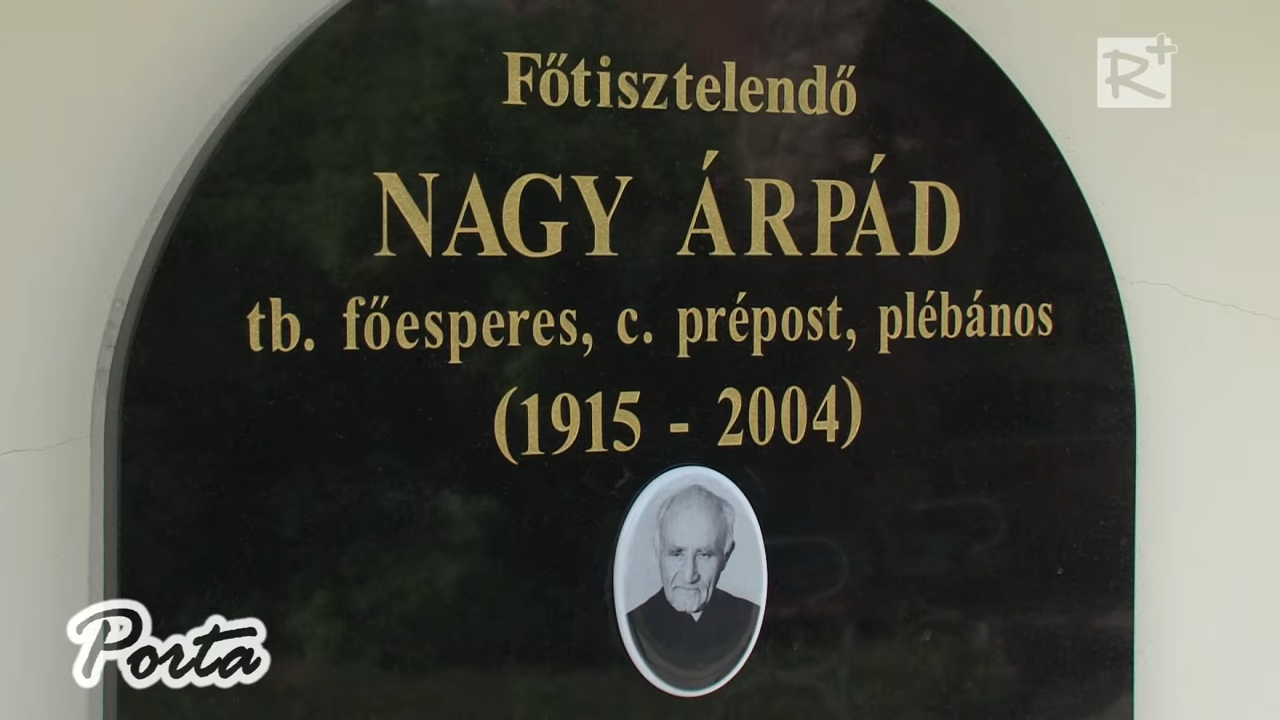 R+
Főtisztelendő
NAGY ÁRPÁD
tb. főesperes, c. prépost, plébános
(1915 - 2004)
Porta